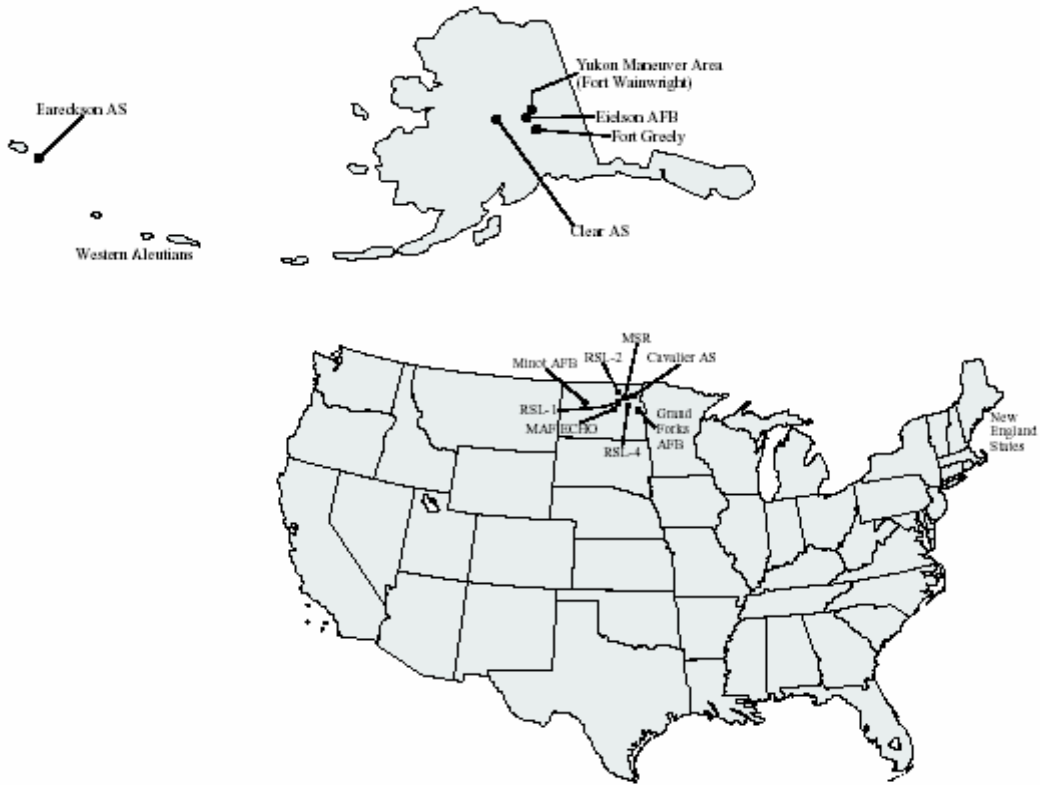 Yukon Maneuver Area
(Fort Wainwright)
Eareckson AS
Eielson AFB
Fort Greely
Clear AS
Western Aleutians
MSR
Minot AFB
RSL-2
Cavalier AS
RSL-1
MAF ECHO
RSL-4
Grand
Forks
AFB
New
England
States